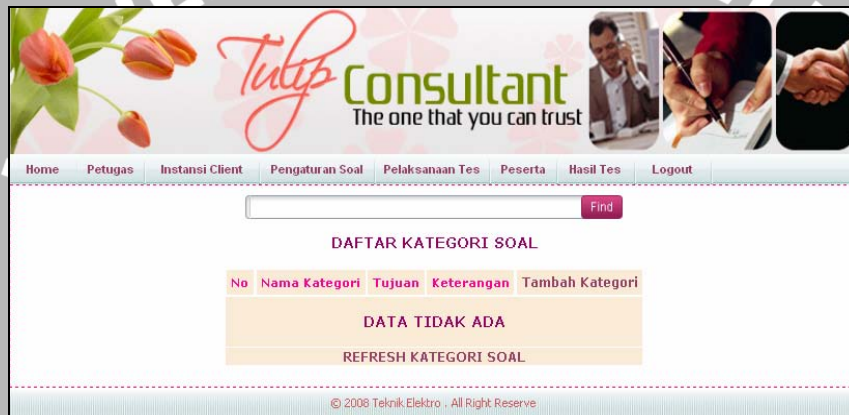 Tulip Consultant
The one that you can trust
Home Petugas Instansi Client Pengaturan Soal Pelaksanaan Tes Peserta Hasil Tes Logout
Find
DAFTAR KATEGORI SOAL
No Nama Kategori Tujuan Keterangan Tambah Kategori
DATA TIDAK ADA
REFRESH KATEGORI SOAL
© 2008 Teknik Elektro . All Right Reserve